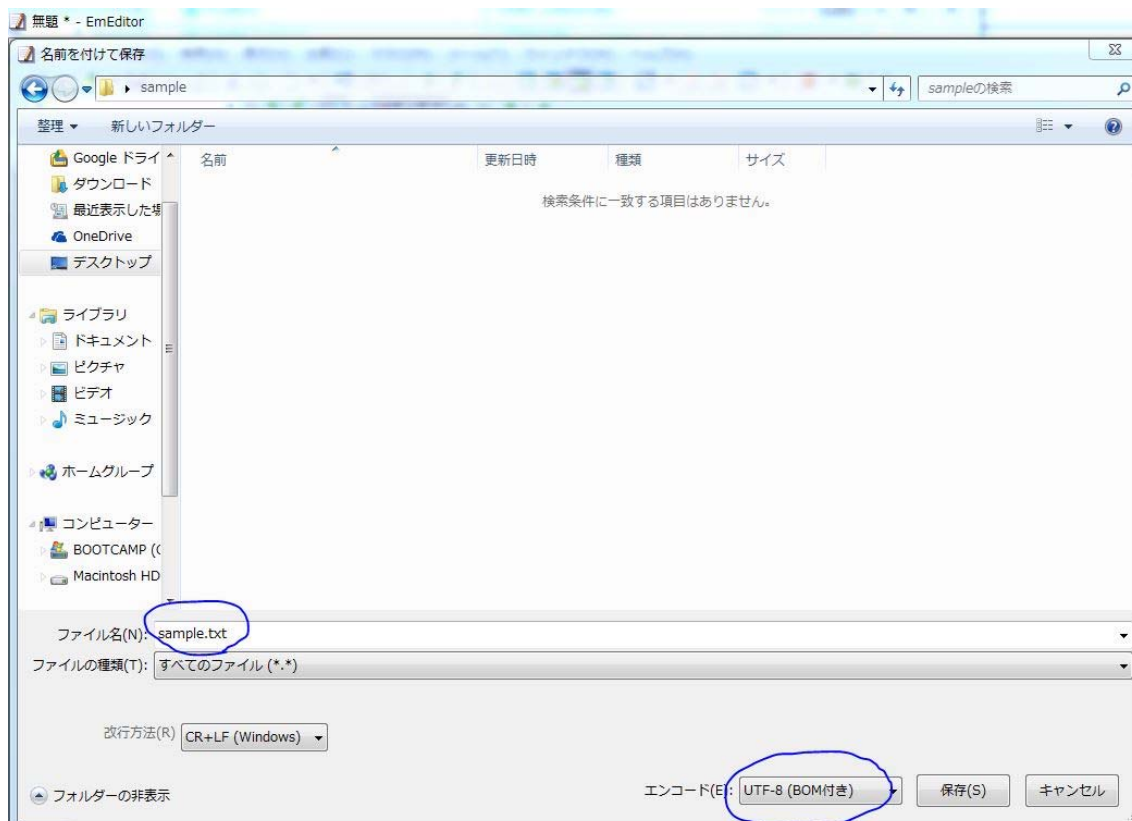 無題 * - EmEditor
名前を付けて保存
sample
sampleの検索
整理
新しいフォルダー
Google ドライ
ダウンロード
最近表示した場
OneDrive
デスクトップ
ライブラリ
ドキュメント
ピクチャ
ビデオ
ミュージック
ホームグループ
コンピューター
BOOTCAMP (C
Macintosh HD
名前 更新日時 種類 サイズ
検索条件に一致する項目はありません。
ファイル名(N): sample.txt
ファイルの種類(T): すべてのファイル (*.*)
改行方法(R) CR+LF (Windows)
フォルダーの非表示
エンコード(E): UTF-8 (BOM付き) 保存(S) キャンセル